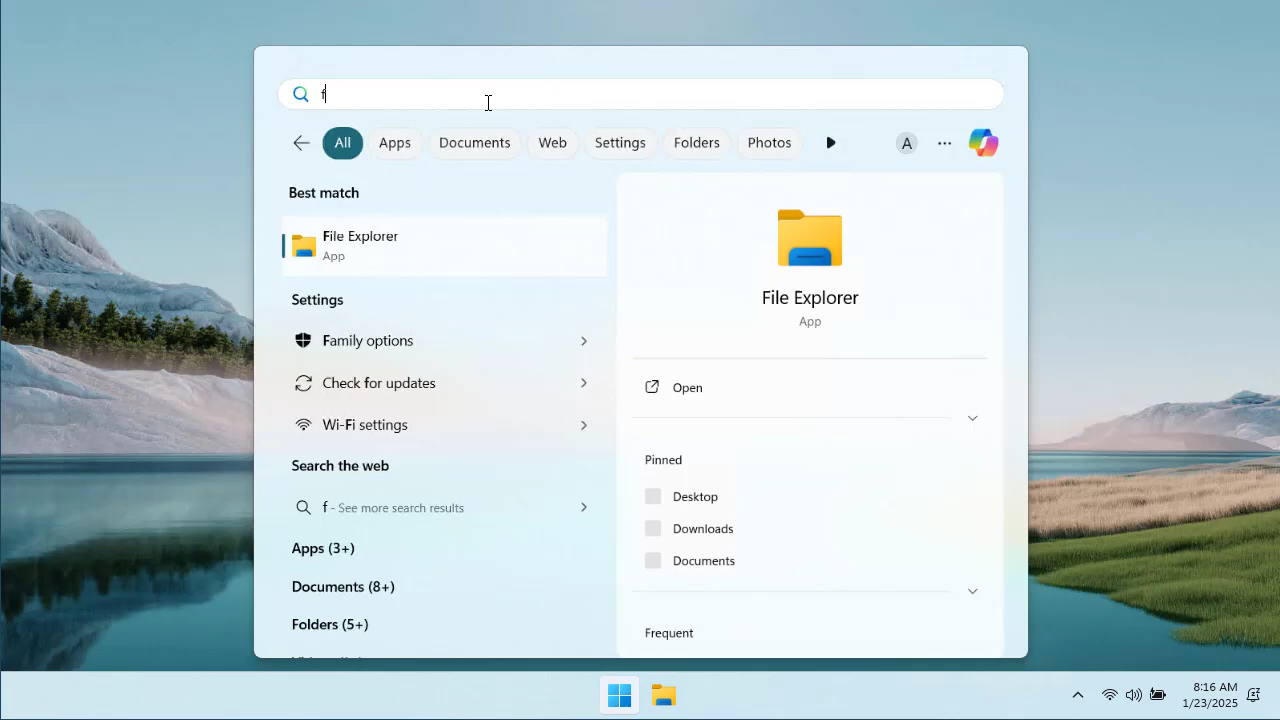 f
All Apps Documents Web Settings Folders Photos A ...
Best match
File Explorer
App
Settings
Family options
Check for updates
Wi-Fi settings
Search the web
f - See more search results
Apps (3+)
Documents (8+)
Folders (5+)
File Explorer
App
Open
Pinned
Desktop
Downloads
Documents
Frequent
8:16 AM
1/23/2025